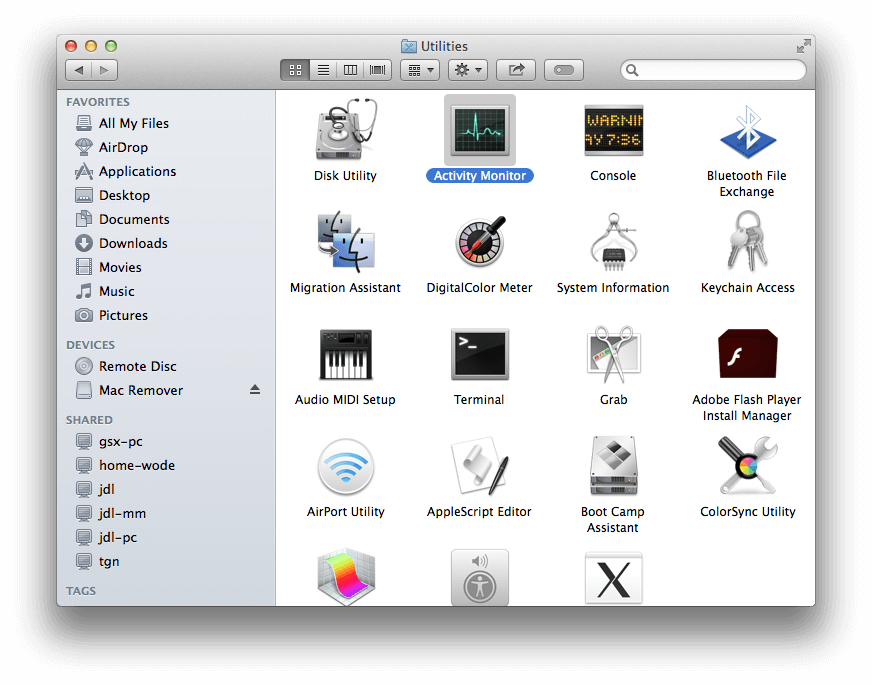 Utilities
FAVORITES
All My Files
AirDrop
Applications
Desktop
Documents
Downloads
Movies
Music
Pictures
DEVICES
Remote Disc
Mac Remover
SHARED
gsx-pc
home-wode
jdl
jdl-mm
jdl-pc
tgn
TAGS
Disk Utility
Activity Monitor
WARNIN
AY 7:36
Console
Bluetooth File
Exchange
Migration Assistant
DigitalColor Meter
System Information
Keychain Access
Audio MIDI Setup
>_
Terminal
Grab
Adobe Flash Player
Install Manager
AirPort Utility
AppleScript Editor
Boot Camp
Assistant
ColorSync Utility
X